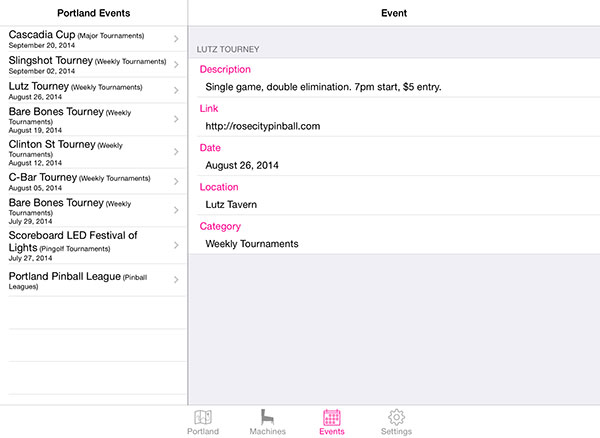 Portland Events
Cascadia Cup (Major Tournaments)
September 20, 2014
Slingshot Tourney (Weekly Tournaments)
September 02, 2014
Lutz Tourney (Weekly Tournaments)
August 26, 2014
Bare Bones Tourney (Weekly
Tournaments)
August 19, 2014
Clinton St Tourney (Weekly
Tournaments)
August 12, 2014
C-Bar Tourney (Weekly Tournaments)
August 05, 2014
Bare Bones Tourney (Weekly
Tournaments)
July 29, 2014
Scoreboard LED Festival of
Lights (Pingolf Tournaments)
July 27, 2014
Portland Pinball League (Pinball
Leagues)
Event
LUTZ TOURNEY
Description
Single game, double elimination. 7pm start, $5 entry.
Link
http://rosecitypinball.com
Date
August 26, 2014
Location
Lutz Tavern
Category
Weekly Tournaments
Portland
Machines
Events
Settings